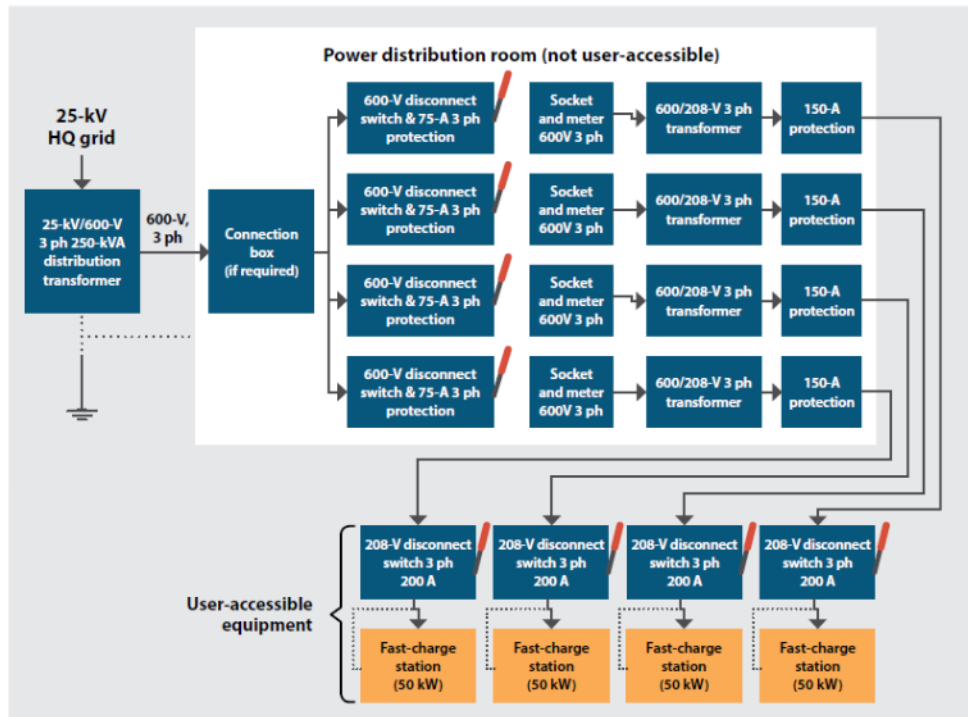 Power distribution room (not user-accessible)
25-kV
HQ grid
25-kV/600-V
3 ph 250-kVA
distribution
transformer
600-V,
3 ph
Connection
box
(if required)
600-V disconnect
switch & 75-A 3 ph
protection
Socket
and meter
600V 3 ph
600/208-V 3 ph
transformer
150-A
protection
600-V disconnect
switch & 75-A 3 ph
protection
Socket
and meter
600V 3 ph
600/208-V 3 ph
transformer
150-A
protection
600-V disconnect
switch & 75-A 3 ph
protection
Socket
and meter
600V 3 ph
600/208-V 3 ph
transformer
150-A
protection
600-V disconnect
switch & 75-A 3 ph
protection
Socket
and meter
600V 3 ph
600/208-V 3 ph
transformer
150-A
protection
User-accessible
equipment
208-V disconnect
switch 3 ph
200 A
208-V disconnect
switch 3 ph
200 A
208-V disconnect
switch 3 ph
200 A
208-V disconnect
switch 3 ph
200 A
Fast-charge
station
(50 kW)
Fast-charge
station
(50 kW)
Fast-charge
station
(50 kW)
Fast-charge
station
(50 kW)